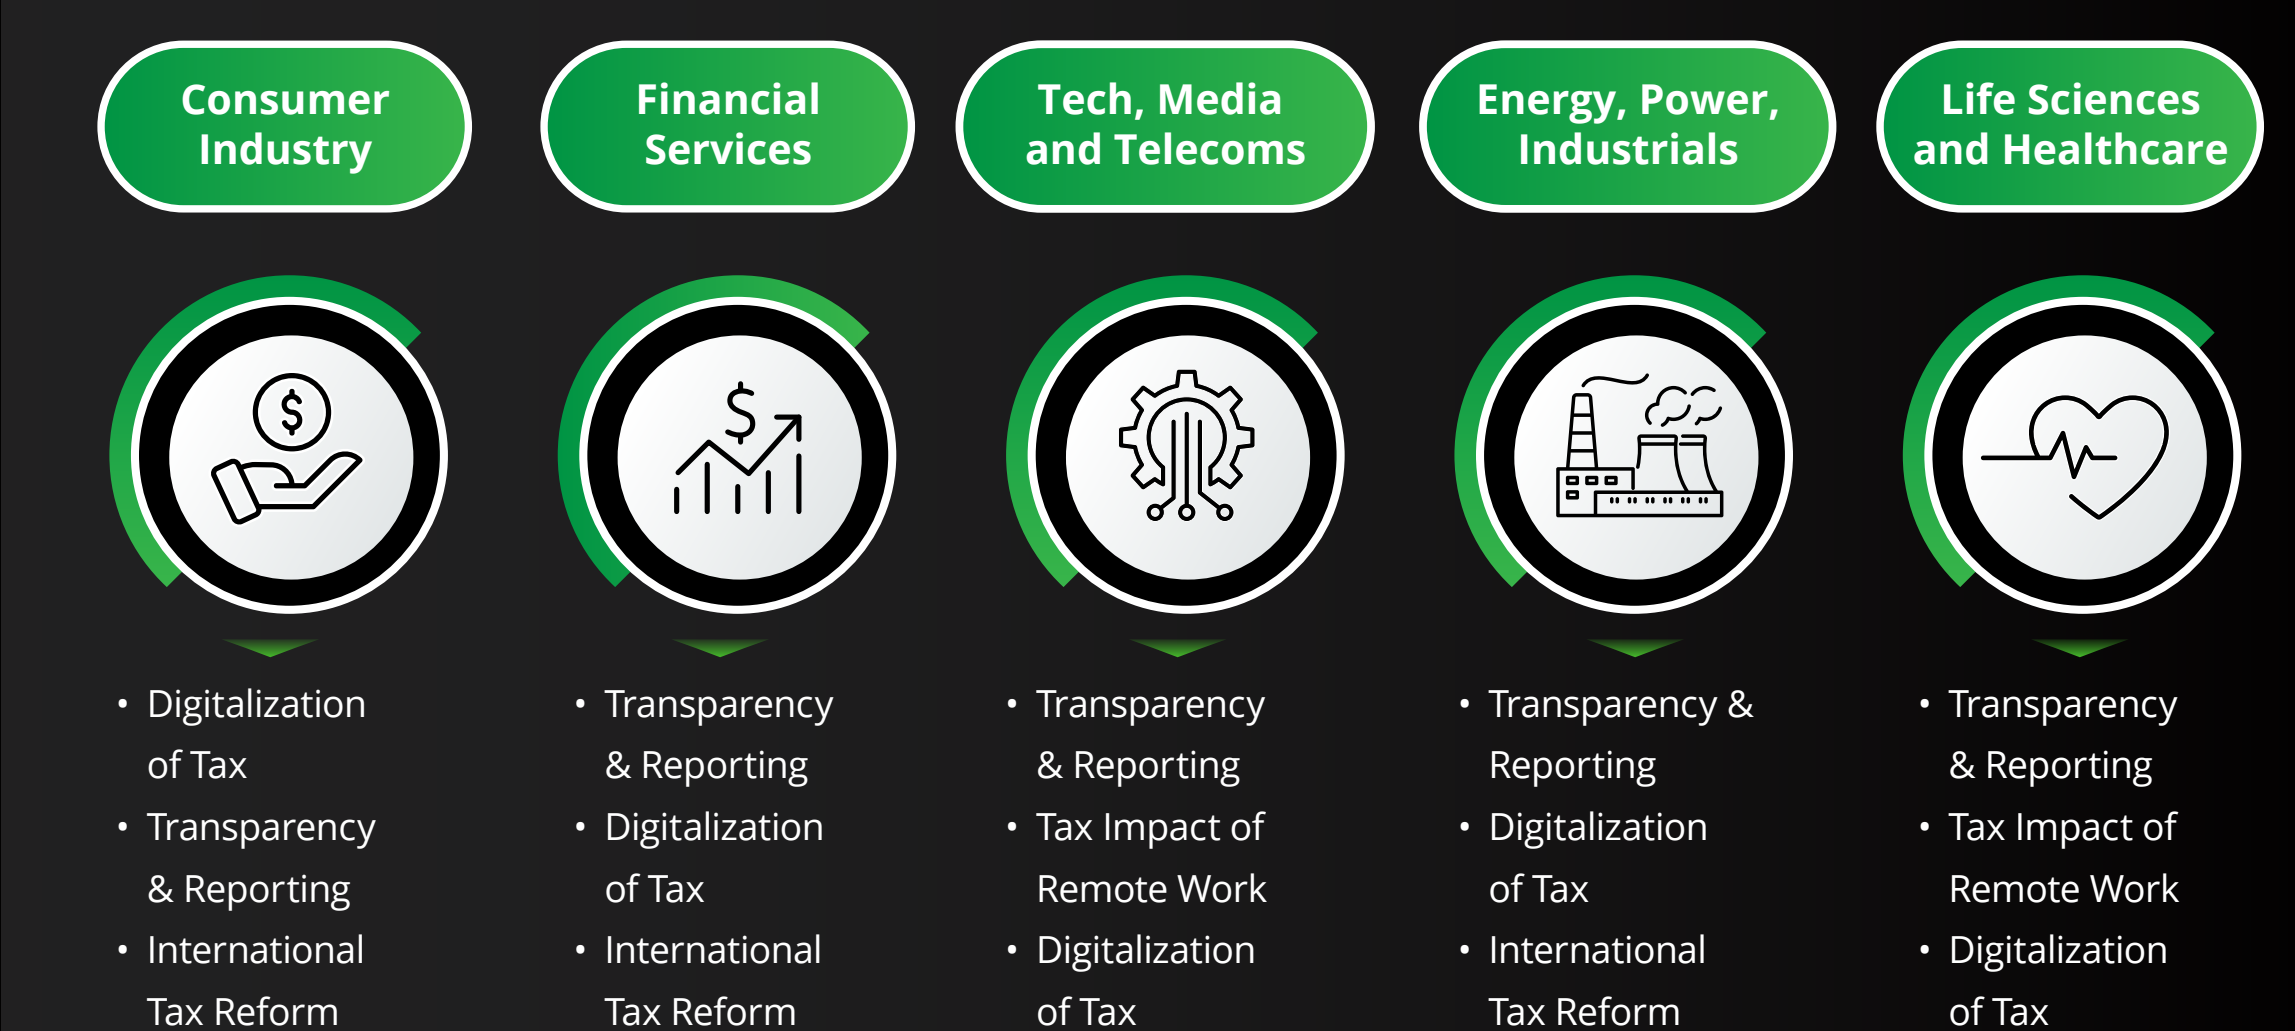 Consumer
Industry
Financial
Services
Tech, Media
and Telecoms
Energy, Power,
Industrials
Life Sciences
and Healthcare
$
$
• Digitalization
of Tax
• Transparency
& Reporting
• International
Tax Reform
• Transparency
& Reporting
• Digitalization
of Tax
• International
Tax Reform
• Transparency
& Reporting
• Tax Impact of
Remote Work
• Digitalization
of Tax
• Transparency &
Reporting
• Digitalization
of Tax
• International
Tax Reform
• Transparency
& Reporting
• Tax Impact of
Remote Work
• Digitalization
of Tax